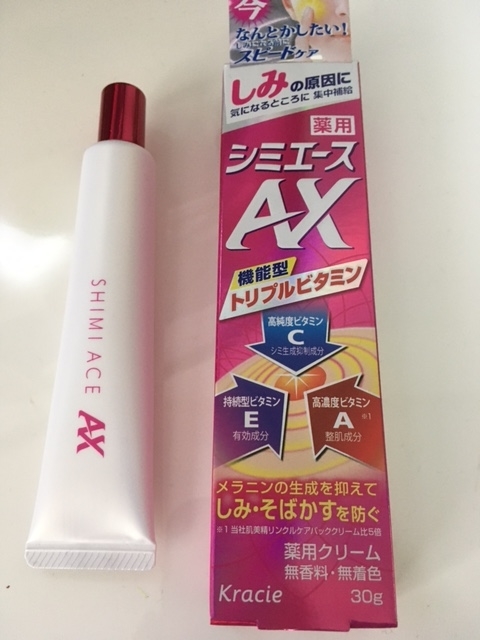 今
なんとかしたい！
スピードケア
しみの原因に
気になるところに 集中補給
薬用
シミエース
AX
機能型
トリプルビタミン
高純度ビタミン
C
シミ生成抑制成分
持続型ビタミン
E
有効成分
高濃度ビタミン
A ※1
整肌成分
メラニンの生成を抑えて
しみ・そばかすを防ぐ
※1 当社肌美精リンクルケアパッククリーム比5倍
薬用クリーム
無香料・無着色
Kracie
30g
SHIMI ACE AX